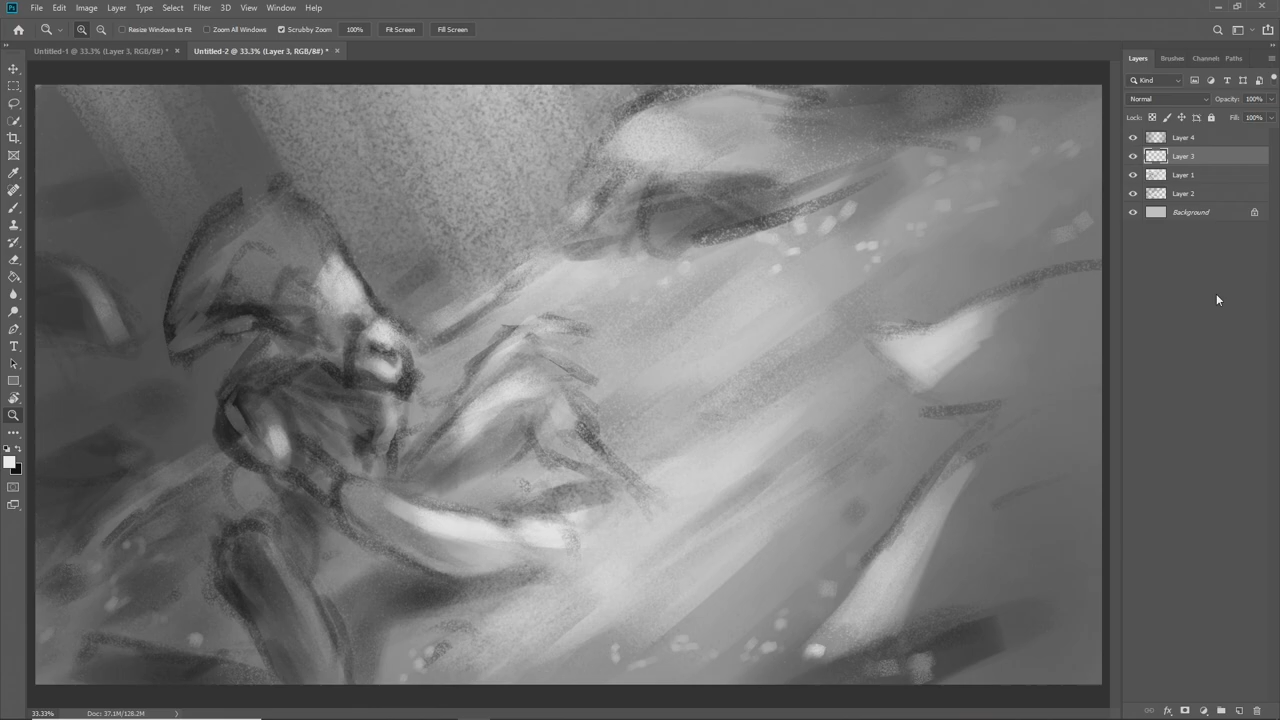 Ps File Edit Image Layer Type Select Filter 3D View Window Help
Resize Windows to Fit Zoom All Windows Scrubby Zoom 100% Fit Screen Fill Screen
Untitled-1 @ 33.3% (Layer 3, RGB/8#) * × Untitled-2 @ 33.3% (Layer 3, RGB/8#) * ×
Layers Brushes Channels Paths
Kind
Normal Opacity: 100%
Lock: Fill: 100%
Layer 4
Layer 3
Layer 1
Layer 2
Background
33.33% Doc: 37.1M/128.2M